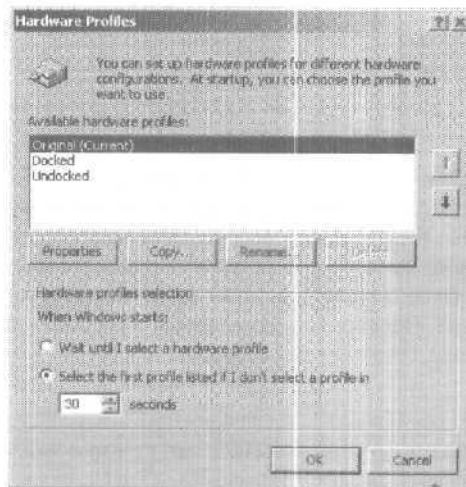 Hardware Profiles
You can set up hardware profiles for different hardware
configurations. At startup, you can choose the profile you
want to use.
Available hardware profiles:
Original (Current)
Docked
Undocked
Properties
Copy...
Rename...
Delete
Hardware profiles selection
When Windows starts:
Wait until I select a hardware profile
Select the first profile listed if I don't select a profile in
30 seconds
OK
Cancel